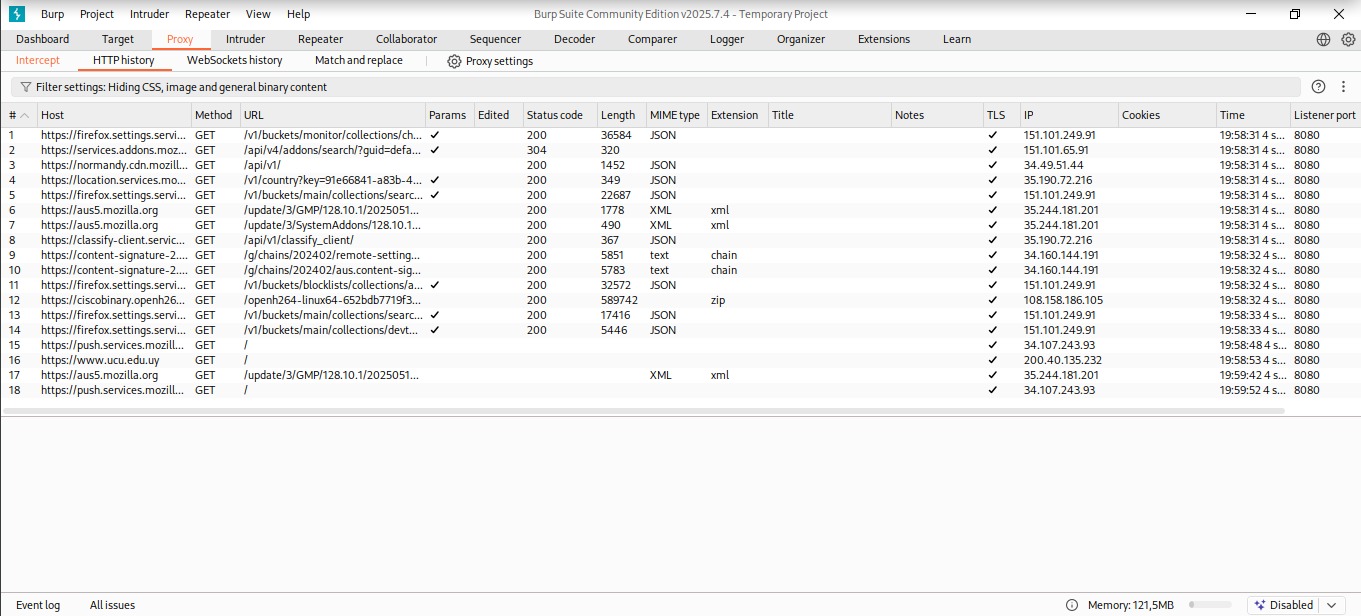 Burp Project Intruder Repeater View Help Burp Suite Community Edition v2025.7.4 - Temporary Project
Dashboard Target Proxy Intruder Repeater Collaborator Sequencer Decoder Comparer Logger Organizer Extensions Learn
Intercept HTTP history WebSockets history Match and replace Proxy settings
Filter settings: Hiding CSS, image and general binary content
# Host Method URL Params Edited Status code Length MIME type Extension Title Notes TLS IP Cookies Time Listener port
1 https://firefox.settings.servi... GET /v1/buckets/monitor/collections/ch... ✓ 200 36584 JSON ✓ 151.101.249.91 19:58:31 4 s... 8080
2 https://services.addons.moz... GET /api/v4/addons/search/?guid=defa... ✓ 304 320 ✓ 151.101.65.91 19:58:31 4 s... 8080
3 https://normandy.cdn.mozill... GET /api/v1/ 200 1452 JSON ✓ 34.49.51.44 19:58:31 4 s... 8080
4 https://location.services.mo... GET /v1/country?key=91e66841-a83b-4... ✓ 200 349 JSON ✓ 35.190.72.216 19:58:31 4 s... 8080
5 https://firefox.settings.servi... GET /v1/buckets/main/collections/searc... ✓ 200 22687 JSON ✓ 151.101.249.91 19:58:31 4 s... 8080
6 https://aus5.mozilla.org GET /update/3/GMP/128.10.1/2025051... 200 1778 XML xml ✓ 35.244.181.201 19:58:31 4 s... 8080
7 https://aus5.mozilla.org GET /update/3/SystemAddons/128.10.1... 200 490 XML xml ✓ 35.244.181.201 19:58:31 4 s... 8080
8 https://classify-client.servic... GET /api/v1/classify_client/ 200 367 JSON ✓ 35.190.72.216 19:58:31 4 s... 8080
9 https://content-signature-2.... GET /g/chains/202402/remote-setting... 200 5851 text chain ✓ 34.160.144.191 19:58:32 4 s... 8080
10 https://content-signature-2.... GET /g/chains/202402/aus.content-sig... 200 5783 text chain ✓ 34.160.144.191 19:58:32 4 s... 8080
11 https://firefox.settings.servi... GET /v1/buckets/blocklists/collections/a... ✓ 200 32572 JSON ✓ 151.101.249.91 19:58:32 4 s... 8080
12 https://ciscobinary.openh26... GET /openh264-linux64-652bdb7719f3... 200 589742 zip ✓ 108.158.186.105 19:58:32 4 s... 8080
13 https://firefox.settings.servi... GET /v1/buckets/main/collections/searc... ✓ 200 17416 JSON ✓ 151.101.249.91 19:58:33 4 s... 8080
14 https://firefox.settings.servi... GET /v1/buckets/main/collections/devt... ✓ 200 5446 JSON ✓ 151.101.249.91 19:58:33 4 s... 8080
15 https://push.services.mozill... GET / ✓ 34.107.243.93 19:58:48 4 s... 8080
16 https://www.ucu.edu.uy GET / ✓ 200.40.135.232 19:58:53 4 s... 8080
17 https://aus5.mozilla.org GET /update/3/GMP/128.10.1/2025051... XML xml ✓ 35.244.181.201 19:59:42 4 s... 8080
18 https://push.services.mozill... GET / ✓ 34.107.243.93 19:59:52 4 s... 8080
Event log All issues Memory: 121,5MB Disabled